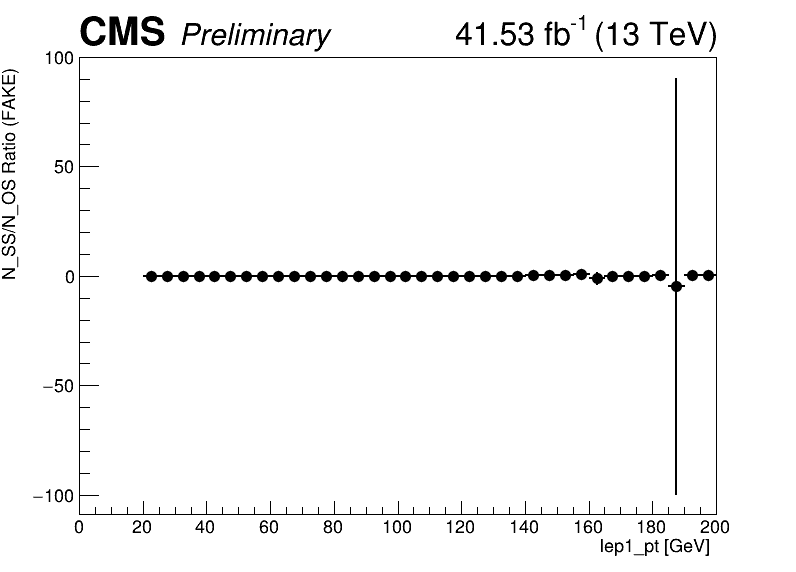 CMS Preliminary 41.53 fb⁻¹ (13 TeV)
N_SS/N_OS Ratio (FAKE)
100
50
0
−50
−100
0 20 40 60 80 100 120 140 160 180 200
lep1_pt [GeV]